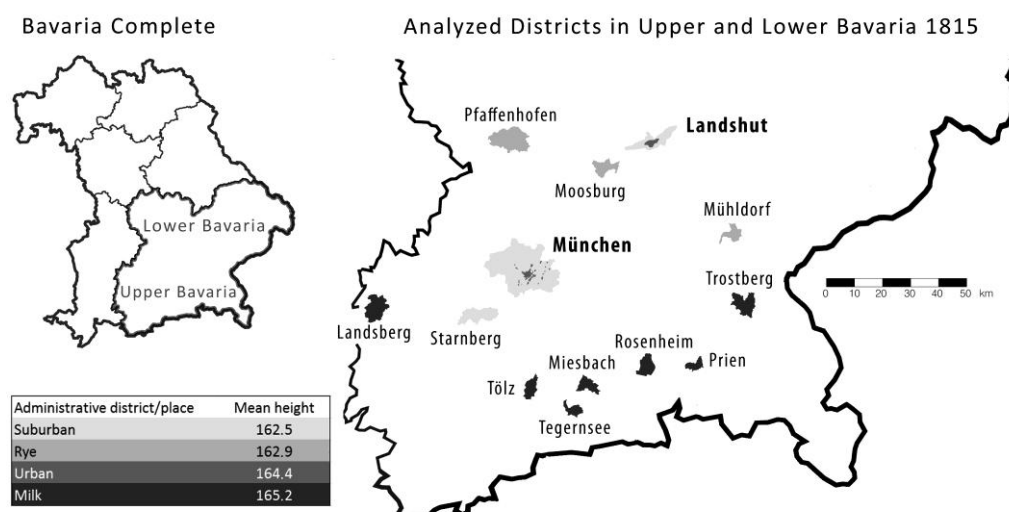 Bavaria Complete
Analyzed Districts in Upper and Lower Bavaria 1815
Lower Bavaria
Upper Bavaria
Pfaffenhofen
Landshut
Moosburg
Mühldorf
München
Trostberg
0 10 20 30 40 50 km
Landsberg
Starnberg
Rosenheim
Miesbach
Prien
Tölz
Tegernsee
Administrative district/place Mean height
Suburban 162.5
Rye 162.9
Urban 164.4
Milk 165.2